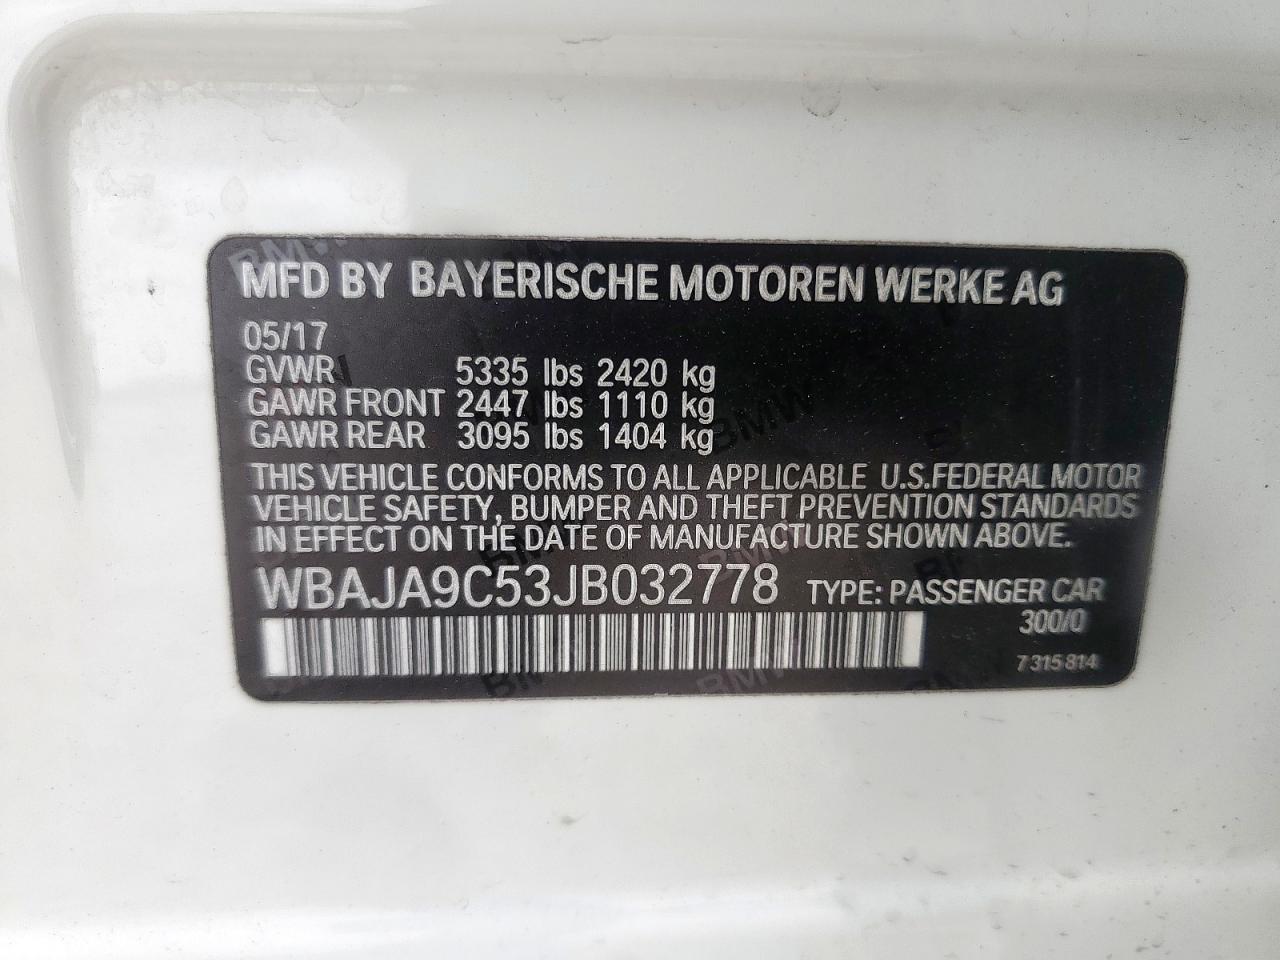 MFD BY BAYERISCHE MOTOREN WERKE AG
05/17
GVWR 5335 lbs 2420 kg
GAWR FRONT 2447 lbs 1110 kg
GAWR REAR 3095 lbs 1404 kg
THIS VEHICLE CONFORMS TO ALL APPLICABLE U.S.FEDERAL MOTOR
VEHICLE SAFETY, BUMPER AND THEFT PREVENTION STANDARDS
IN EFFECT ON THE DATE OF MANUFACTURE SHOWN ABOVE.
WBAJA9C53JB032778 TYPE: PASSENGER CAR
300/0
7 315 814